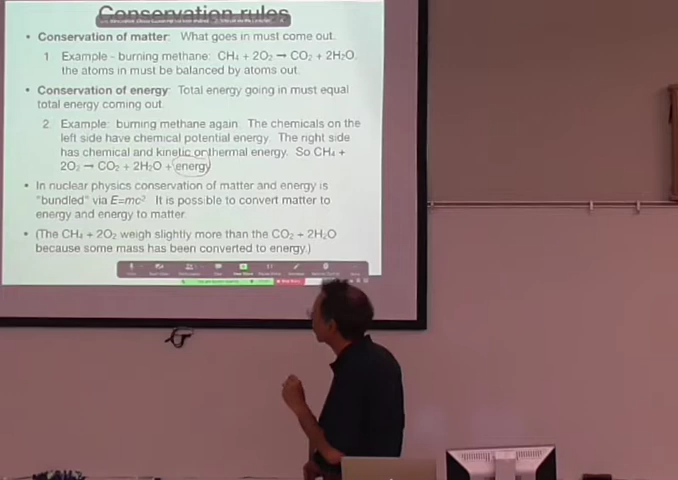 Conservation rules
• Conservation of matter: What goes in must come out.
1 Example - burning methane: CH₄ + 2O₂ → CO₂ + 2H₂O.
the atoms in must be balanced by atoms out.
• Conservation of energy: Total energy going in must equal
total energy coming out.
2. Example: burning methane again. The chemicals on the
left side have chemical potential energy. The right side
has chemical and kinetic or thermal energy. So CH₄ +
2O₂ → CO₂ + 2H₂O + energy
• In nuclear physics conservation of matter and energy is
"bundled" via E=mc² It is possible to convert matter to
energy and energy to matter
• (The CH₄ + 2O₂ weigh slightly more than the CO₂ + 2H₂O
because some mass has been converted to energy.)